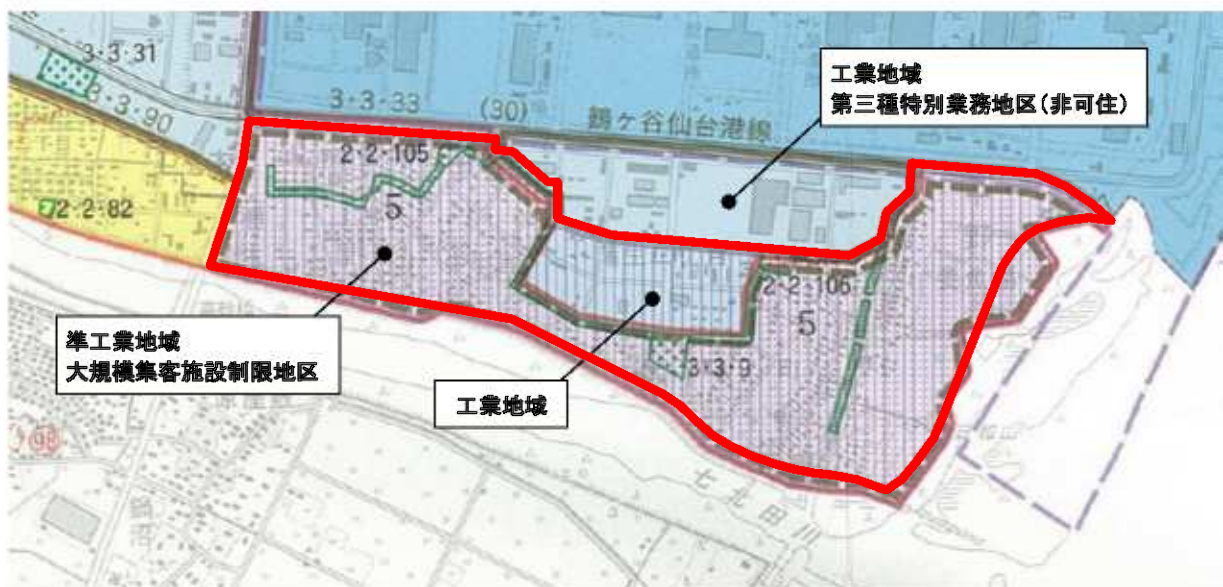 3・3・31
3・3・90
3・3・33
(30)
鶴ケ谷仙台港線
工業地域
第三種特別業務地区(非可住)
2・2・105
5
2・2・82
2・2・106
5
準工業地域
大規模集客施設制限地区
3・3・9
工業地域
98
七北田川